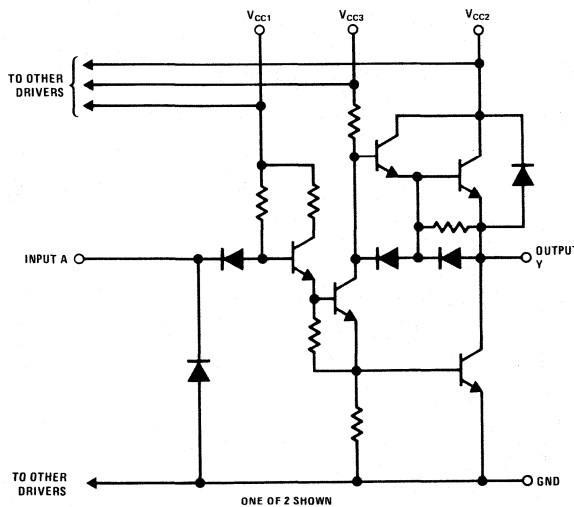 VCC1
VCC3
VCC2
TO OTHER
DRIVERS
INPUT A
OUTPUT
Y
TO OTHER
DRIVERS
GND
ONE OF 2 SHOWN